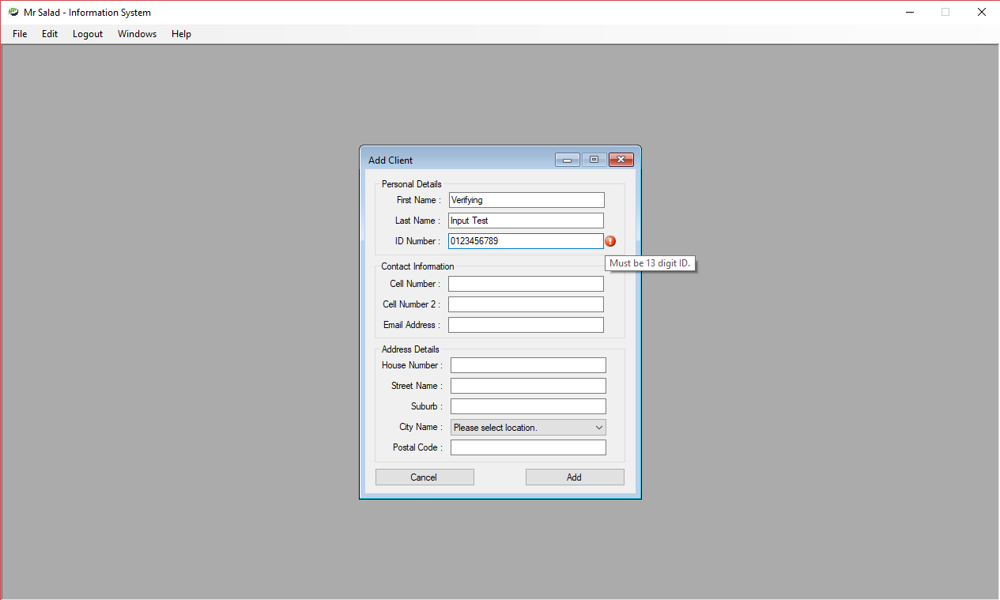 Mr Salad - Information System
File Edit Logout Windows Help
Add Client
Personal Details
First Name : Verifying
Last Name : Input Test
ID Number : 0123456789
Must be 13 digit ID.
Contact Information
Cell Number :
Cell Number 2 :
Email Address :
Address Details
House Number :
Street Name :
Suburb :
City Name : Please select location.
Postal Code :
Cancel Add